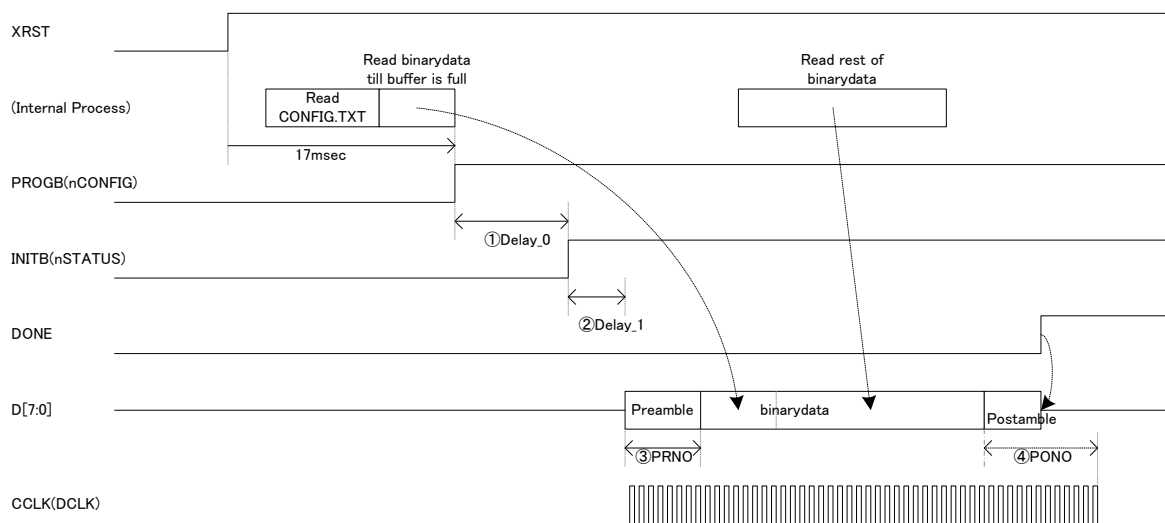 XRST
Read binarydata
till buffer is full
Read rest of
binarydata
(Internal Process)
Read
CONFIG.TXT
17msec
PROGB(nCONFIG)
①Delay_0
INITB(nSTATUS)
②Delay_1
DONE
D[7:0]
Preamble
binarydata
Postamble
③PRNO
④PONO
CCLK(DCLK)